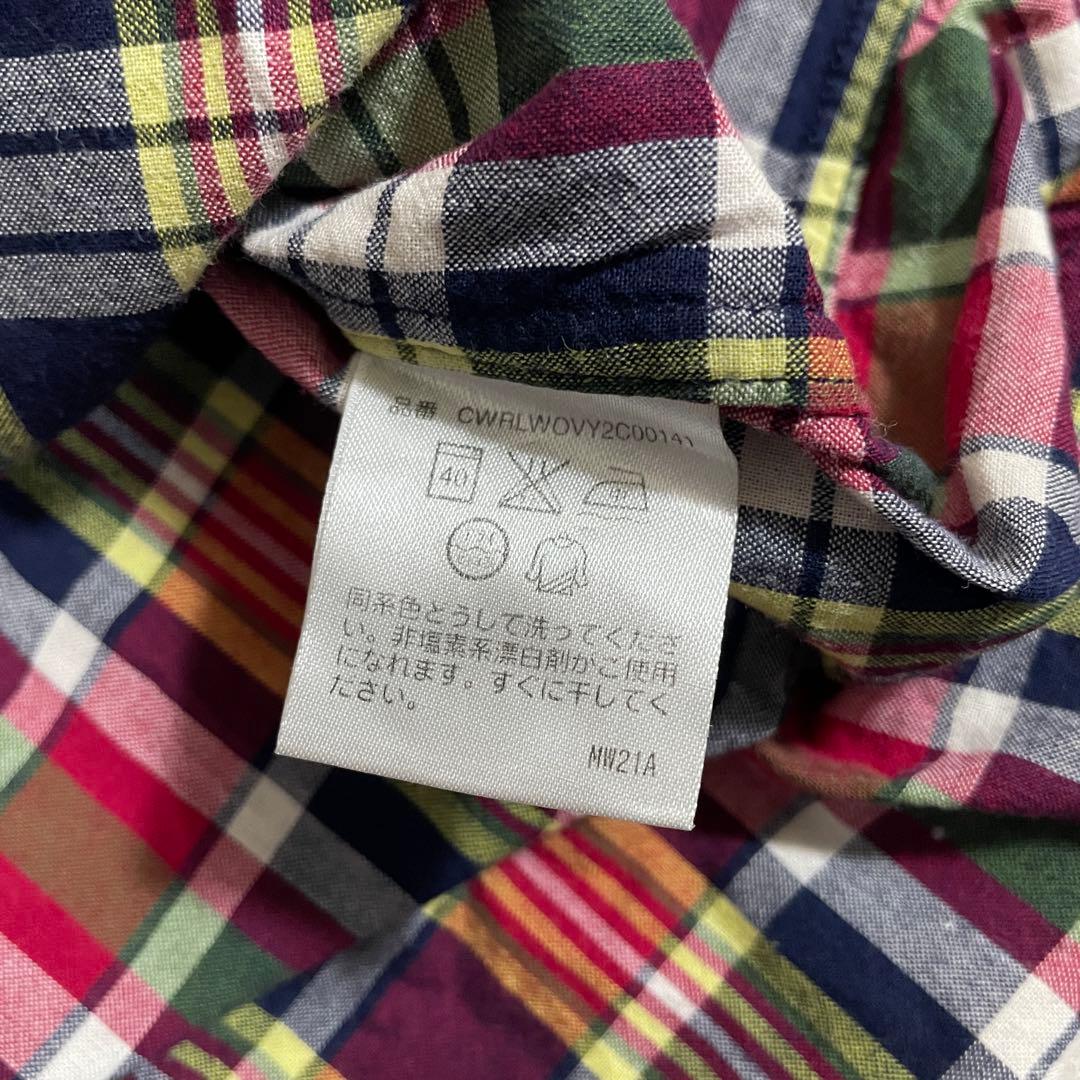 品番 CWRLWOVY2C00141
40
同系色とうして洗ってくださ
い。非塩素系漂白剤がご使用
になれます。すぐに干してく
ださい。
MW21A